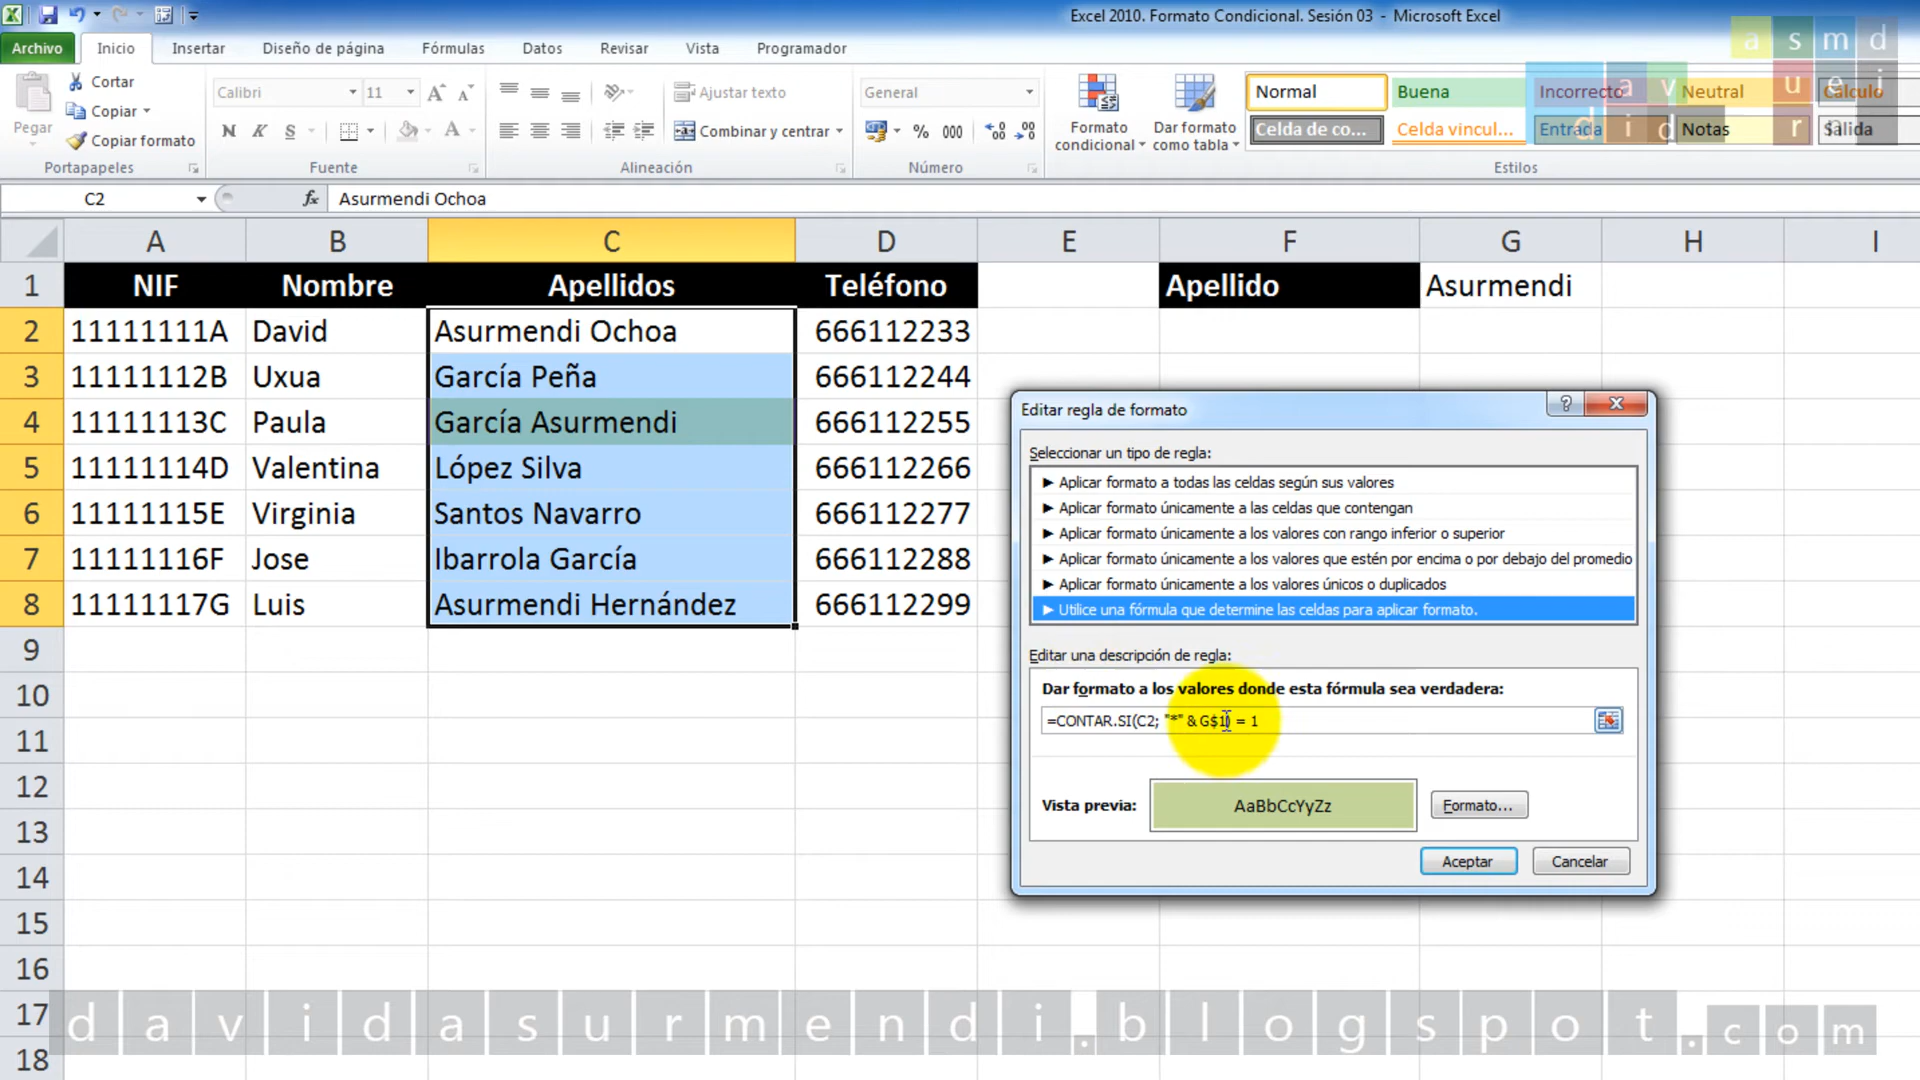 Excel 2010. Formato Condicional. Sesión 03 - Microsoft Excel
Archivo Inicio Insertar Diseño de página Fórmulas Datos Revisar Vista Programador
a s m d
Pegar
Cortar
Copiar
Copiar formato
Calibri 11
N K S
Ajustar texto
Combinar y centrar
General
% 000
Formato condicional
Dar formato como tabla
Normal Buena Incorrecto Neutral Cálculo
Celda de co... Celda vincul... Entrada Notas Salida
a v u e i
d i d r n
Portapapeles Fuente Alineación Número Estilos
C2 fx Asurmendi Ochoa
A B C D E F G H I
1 NIF Nombre Apellidos Teléfono Apellido Asurmendi
2 11111111A David Asurmendi Ochoa 666112233
3 11111112B Uxua García Peña 666112244
4 11111113C Paula García Asurmendi 666112255
5 11111114D Valentina López Silva 666112266
6 11111115E Virginia Santos Navarro 666112277
7 11111116F Jose Ibarrola García 666112288
8 11111117G Luis Asurmendi Hernández 666112299
9
10
11
12
13
14
15
16
17
18
Editar regla de formato
Seleccionar un tipo de regla:
► Aplicar formato a todas las celdas según sus valores
► Aplicar formato únicamente a las celdas que contengan
► Aplicar formato únicamente a los valores con rango inferior o superior
► Aplicar formato únicamente a los valores que estén por encima o por debajo del promedio
► Aplicar formato únicamente a los valores únicos o duplicados
► Utilice una fórmula que determine las celdas para aplicar formato.
Editar una descripción de regla:
Dar formato a los valores donde esta fórmula sea verdadera:
=CONTAR.SI(C2; "*" & G$1) = 1
Vista previa: AaBbCcYyZz Formato...
Aceptar Cancelar
davidasurmendi.blogspot.com